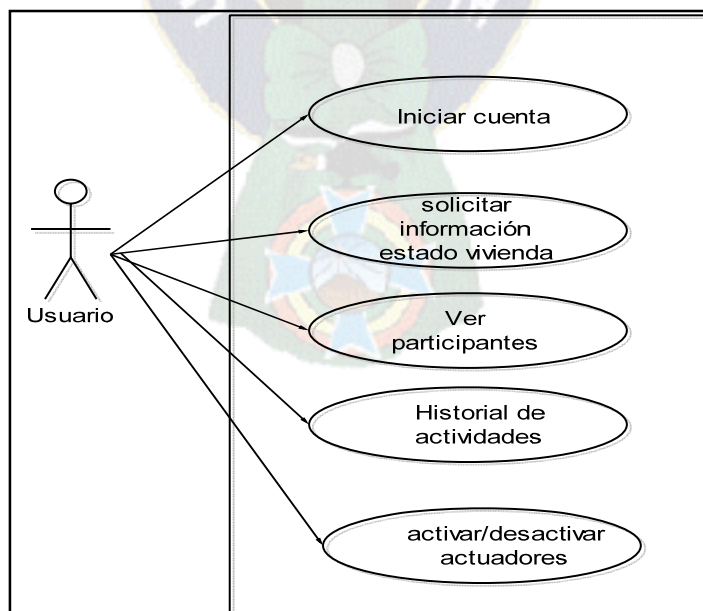 Iniciar cuenta
solicitar
información
estado vivienda
Usuario
Ver
participantes
Historial de
actividades
activar/desactivar
actuadores